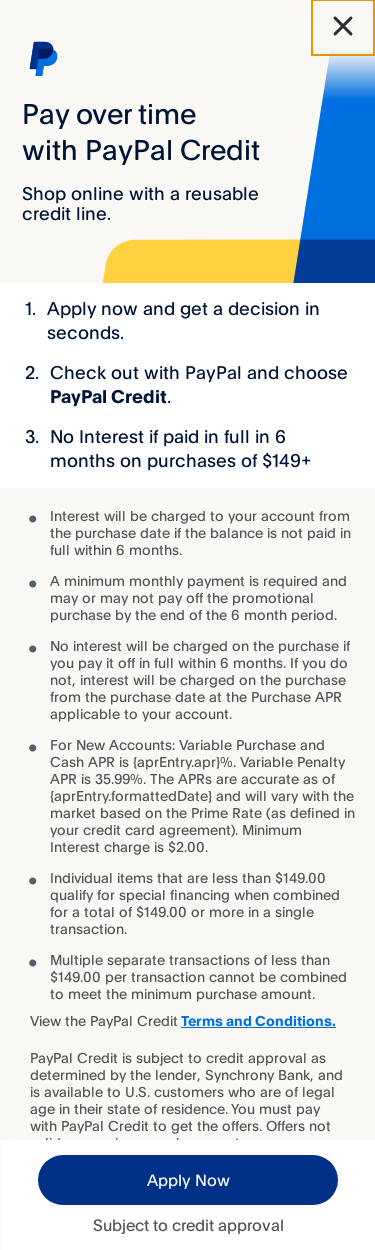 Pay over time
with PayPal Credit
Shop online with a reusable
credit line.
1. Apply now and get a decision in
seconds.
2. Check out with PayPal and choose
PayPal Credit.
3. No Interest if paid in full in 6
months on purchases of $149+
Interest will be charged to your account from
the purchase date if the balance is not paid in
full within 6 months.
A minimum monthly payment is required and
may or may not pay off the promotional
purchase by the end of the 6 month period.
No interest will be charged on the purchase if
you pay it off in full within 6 months. If you do
not, interest will be charged on the purchase
from the purchase date at the Purchase APR
applicable to your account.
For New Accounts: Variable Purchase and
Cash APR is {aprEntry.apr}%. Variable Penalty
APR is 35.99%. The APRs are accurate as of
{aprEntry.formattedDate} and will vary with the
market based on the Prime Rate (as defined in
your credit card agreement). Minimum
Interest charge is $2.00.
Individual items that are less than $149.00
qualify for special financing when combined
for a total of $149.00 or more in a single
transaction.
Multiple separate transactions of less than
$149.00 per transaction cannot be combined
to meet the minimum purchase amount.
View the PayPal Credit Terms and Conditions.
PayPal Credit is subject to credit approval as
determined by the lender, Synchrony Bank, and
is available to U.S. customers who are of legal
age in their state of residence. You must pay
with PayPal Credit to get the offers. Offers not
Apply Now
Subject to credit approval